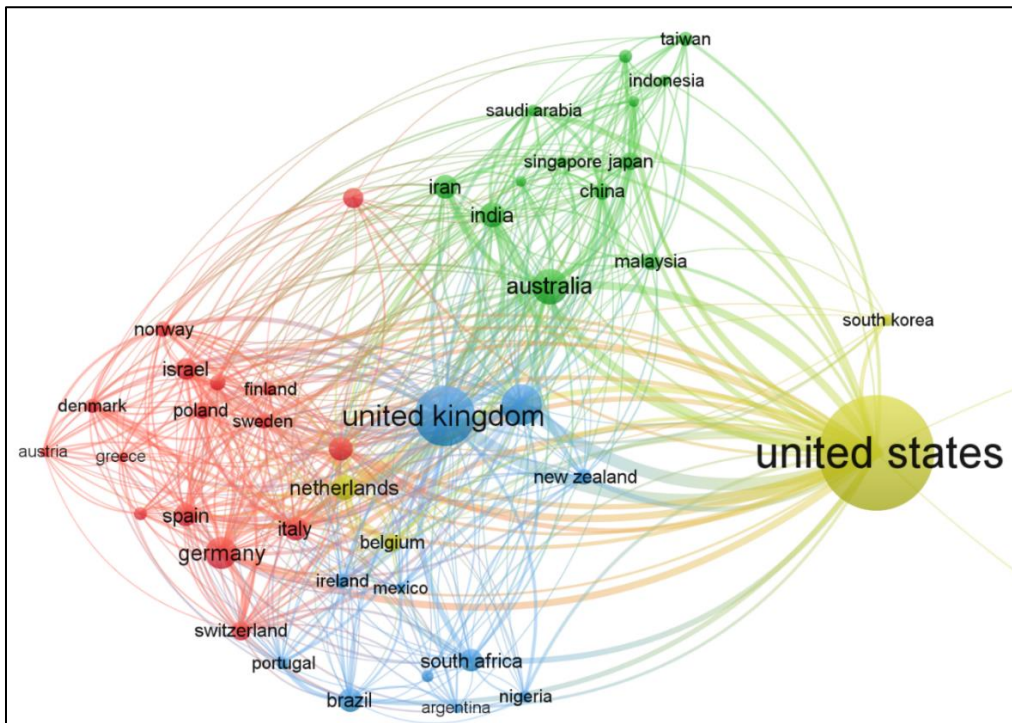 taiwan
indonesia
saudi arabia
singapore
japan
iran
china
india
malaysia
australia
south korea
norway
israel
finland
denmark
poland
sweden
united kingdom
austria
greece
united states
new zealand
netherlands
spain
italy
belgium
germany
ireland
mexico
switzerland
portugal
south africa
brazil
argentina
nigeria